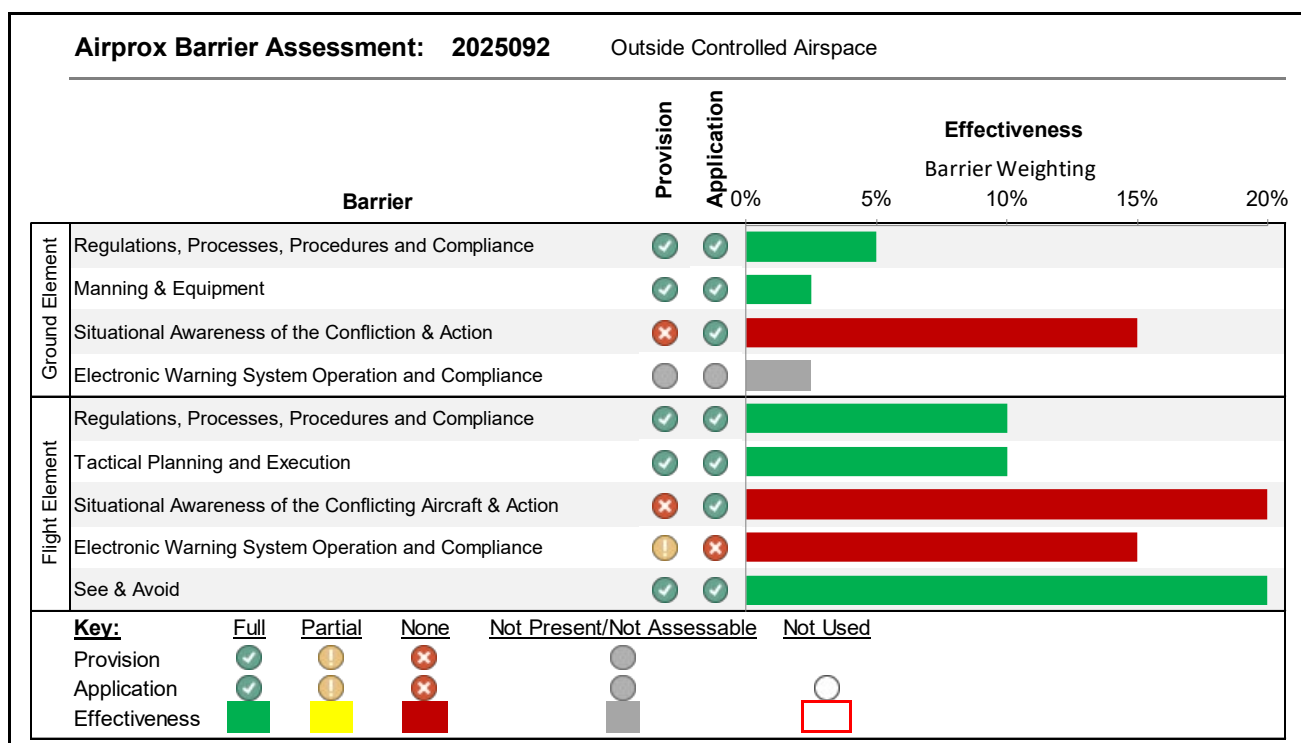 Airprox Barrier Assessment: 2025092 Outside Controlled Airspace
Provision
Application
Effectiveness
Barrier Weighting
Barrier
0% 5% 10% 15% 20%
Ground Element
Regulations, Processes, Procedures and Compliance
Manning & Equipment
Situational Awareness of the Confliction & Action
Electronic Warning System Operation and Compliance
Flight Element
Regulations, Processes, Procedures and Compliance
Tactical Planning and Execution
Situational Awareness of the Conflicting Aircraft & Action
Electronic Warning System Operation and Compliance
See & Avoid
Key: Full Partial None Not Present/Not Assessable Not Used
Provision
Application
Effectiveness